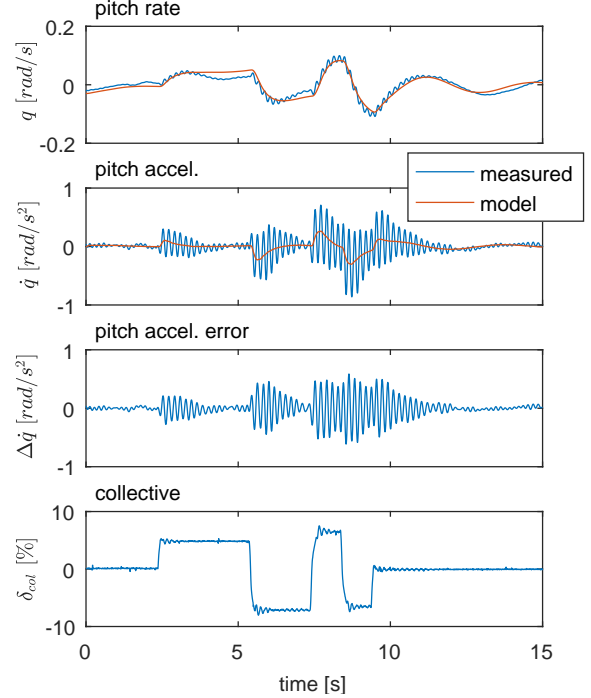 pitch rate
0.2
0
-0.2
q [rad/s]
pitch accel.
measured
model
1
0
-1
q̇ [rad/s²]
pitch accel. error
1
0
-1
Δq̇ [rad/s²]
collective
10
0
-10
δcol [%]
0 5 10 15
time [s]